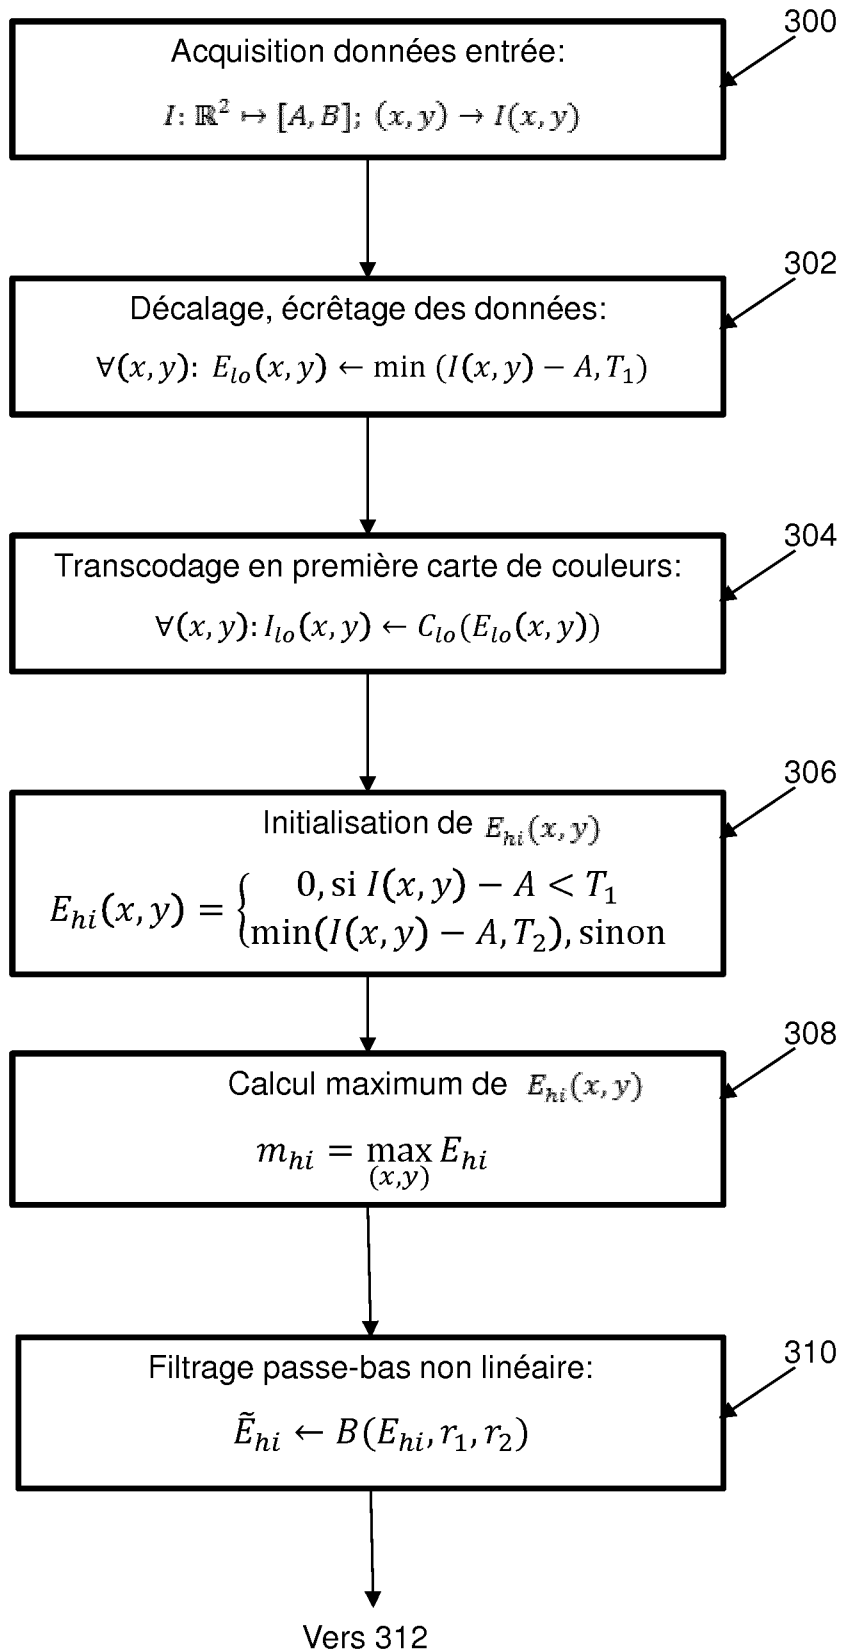 300
Acquisition données entrée:
I: ℝ² ↦ [A, B]; (x, y) → I(x, y)
302
Décalage, écrêtage des données:
∀(x, y): E_lo(x, y) ← min (I(x, y) − A, T₁)
304
Transcodage en première carte de couleurs:
∀(x, y): I_lo(x, y) ← C_lo(E_lo(x, y))
306
Initialisation de E_hi(x, y)
E_hi(x, y) = { 0, si I(x, y) − A < T₁
min(I(x, y) − A, T₂), sinon
308
Calcul maximum de E_hi(x, y)
m_hi = max E_hi
(x,y)
310
Filtrage passe-bas non linéaire:
Ẽ_hi ← B(E_hi, r₁, r₂)
Vers 312